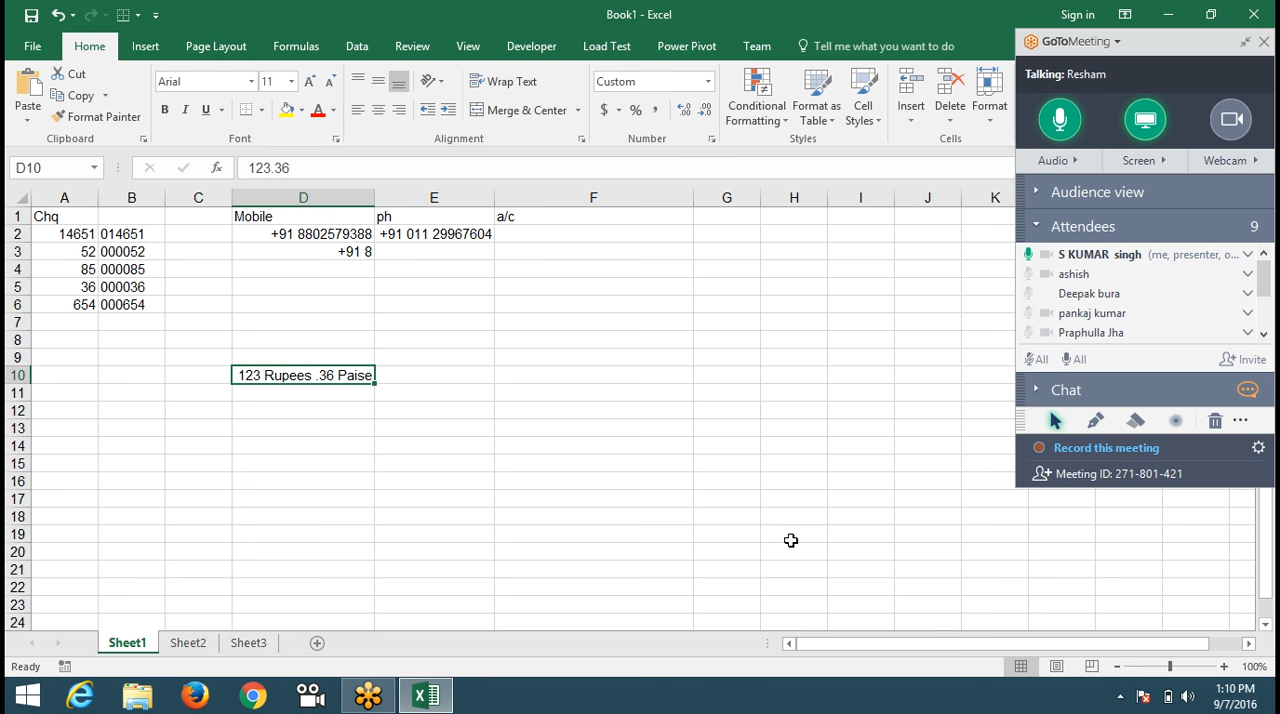 Book1 - Excel
Sign in
File Home Insert Page Layout Formulas Data Review View Developer Load Test Power Pivot Team Tell me what you want to do
Paste
Cut
Copy
Format Painter
Clipboard
Arial 11
B I U
Font
Wrap Text
Merge & Center
Alignment
Custom
$ % ,
Number
Conditional Formatting
Format as Table
Cell Styles
Styles
Insert Delete Format
Cells
D10 fx 123.36
A B C D E F G H I J K
1 Chq Mobile ph a/c
2 14651 014651 +91 8802579388 +91 011 29967604
3 52 000052 +91 8
4 85 000085
5 36 000036
6 654 000654
7
8
9
10 123 Rupees .36 Paise
11
12
13
14
15
16
17
18
19
20
21
22
23
24
Sheet1 Sheet2 Sheet3
Ready
100%
GoToMeeting
Talking: Resham
Audio Screen Webcam
Audience view
Attendees 9
S KUMAR singh (me, presenter, o...
ashish
Deepak bura
pankaj kumar
Praphulla Jha
All All Invite
Chat
Record this meeting
Meeting ID: 271-801-421
1:10 PM
9/7/2016